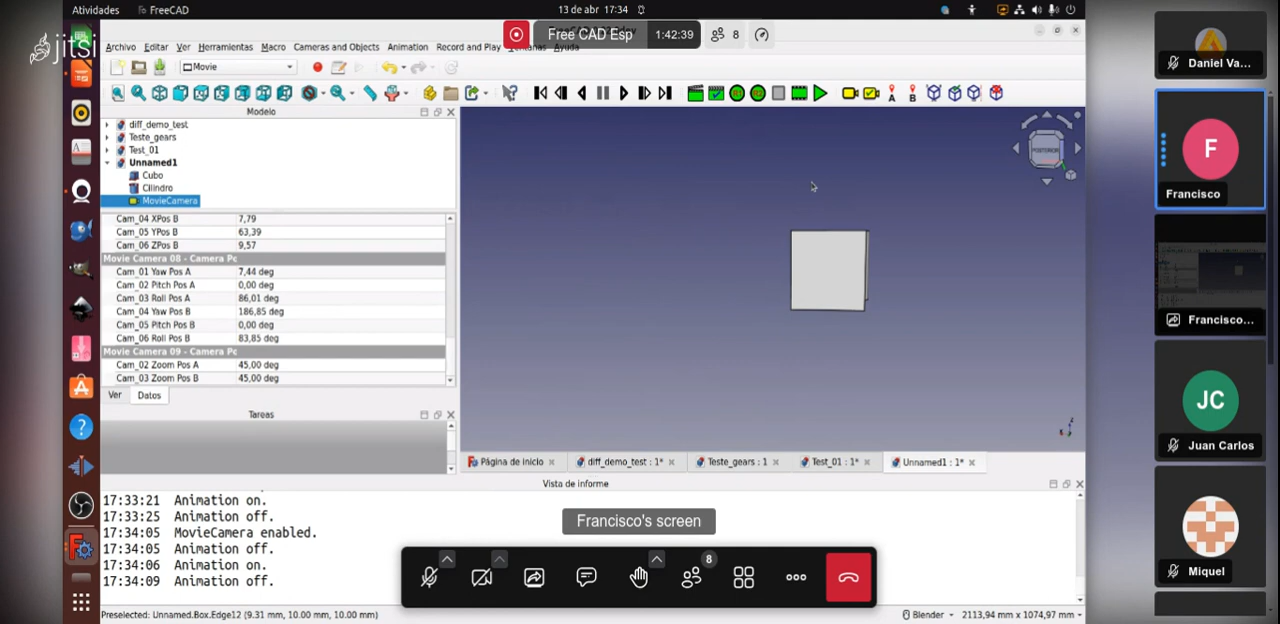 Atividades
FreeCAD
13 de abr 17:34
jitsi
Free CAD Esp
1:42:39
8
Archivo Editar Ver Herramientas Macro Cameras and Objects Animation Record and Play Ayuda
Movie
A
B
Modelo
diff_demo_test
Teste_gears
Test_01
Unnamed1
Cubo
Cilindro
MovieCamera
POSTERIOR
Cam_04 XPos B 7,79
Cam_05 YPos B 63,39
Cam_06 ZPos B 9,57
Movie Camera 08 - Camera Pc
Cam_01 Yaw Pos A 7,44 deg
Cam_02 Pitch Pos A 0,00 deg
Cam_03 Roll Pos A 86,01 deg
Cam_04 Yaw Pos B 186,85 deg
Cam_05 Pitch Pos B 0,00 deg
Cam_06 Roll Pos B 83,85 deg
Movie Camera 09 - Camera Pc
Cam_02 Zoom Pos A 45,00 deg
Cam_03 Zoom Pos B 45,00 deg
Ver Datos
Tareas
Página de inicio
diff_demo_test : 1*
Teste_gears : 1
Test_01 : 1*
Unnamed1 : 1*
Vista de informe
17:33:21 Animation on.
17:33:25 Animation off.
17:34:05 MovieCamera enabled.
17:34:05 Animation off.
17:34:06 Animation on.
17:34:09 Animation off.
Francisco's screen
8
Preselected: Unnamed.Box.Edge12 (9.31 mm, 10.00 mm, 10.00 mm)
Blender
2113,94 mm x 1074,97 mm
Daniel Va...
F
Francisco
Francisco...
JC
Juan Carlos
Miquel